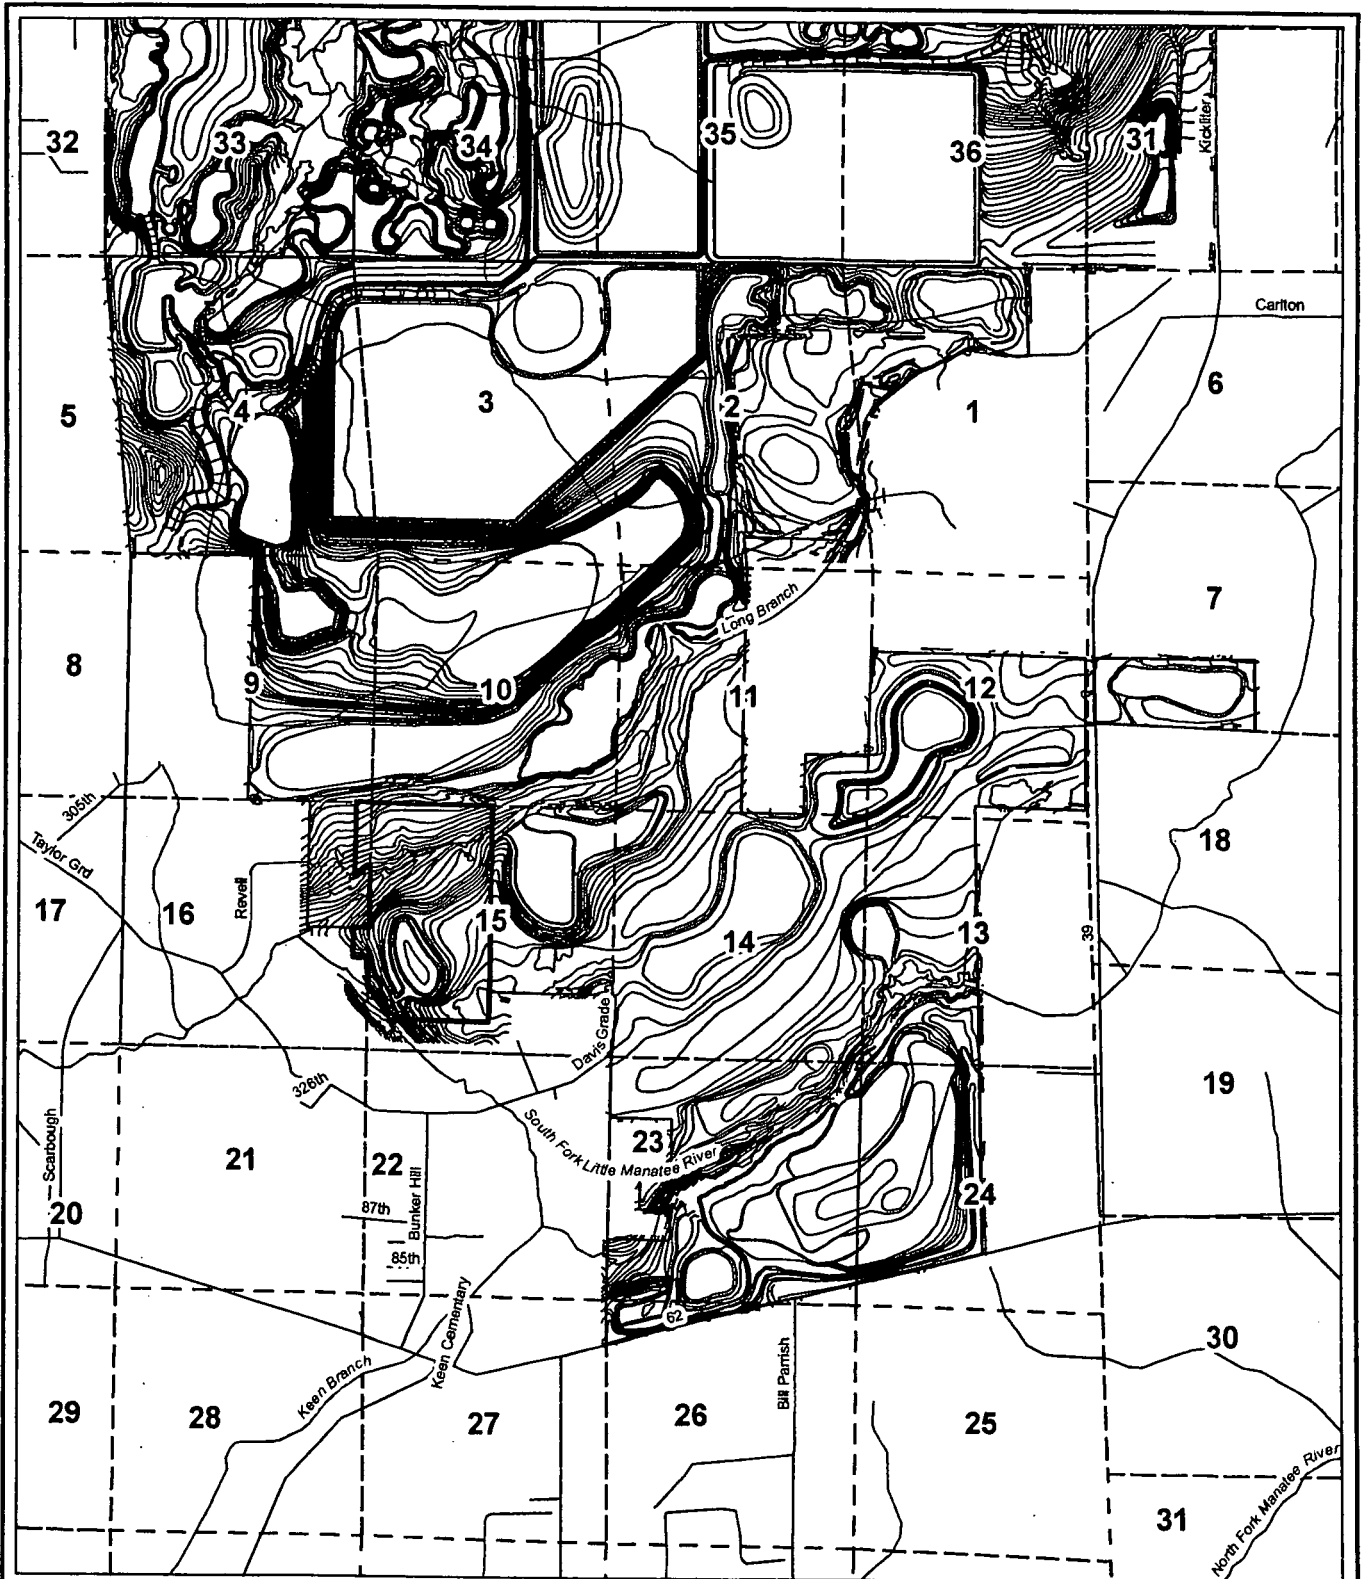 32
33
34
35
36
31
Kicklifter
Carlton
5
4
3
2
1
6
7
Long Branch
8
9
10
11
12
305th
Taylor Grd
17
16
Revell
15
14
13
39
18
Davis Grade
326th
South Fork Little Manatee River
Scarbough
20
21
22
Bunker Hill
87th
85th
23
24
19
62
Keen Cementary
Keen Branch
Bill Parrish
30
29
28
27
26
25
31
North Fork Manatee River